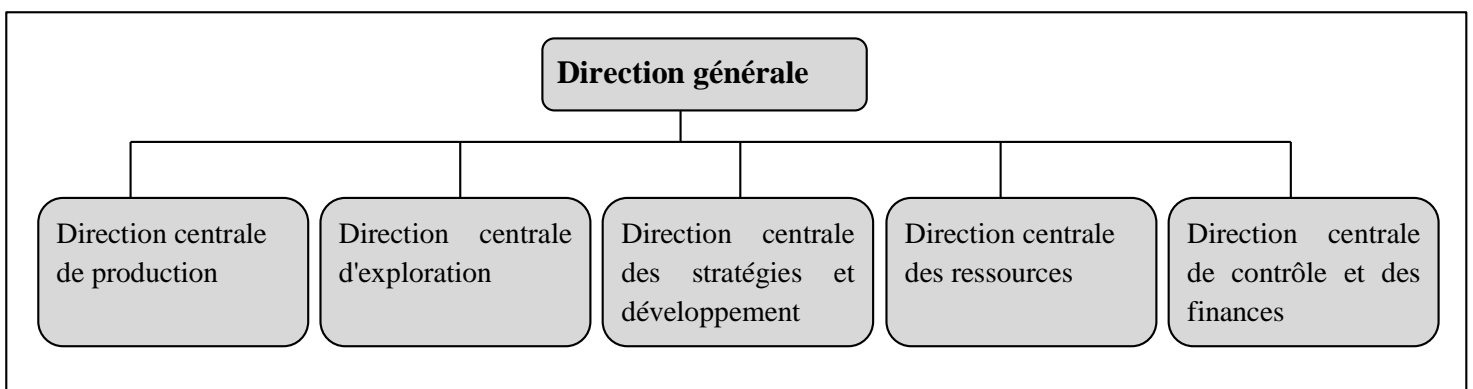 Direction générale
Direction centrale
de production
Direction centrale
d'exploration
Direction centrale
des stratégies et
développement
Direction centrale
des ressources
Direction centrale
de contrôle et des
finances